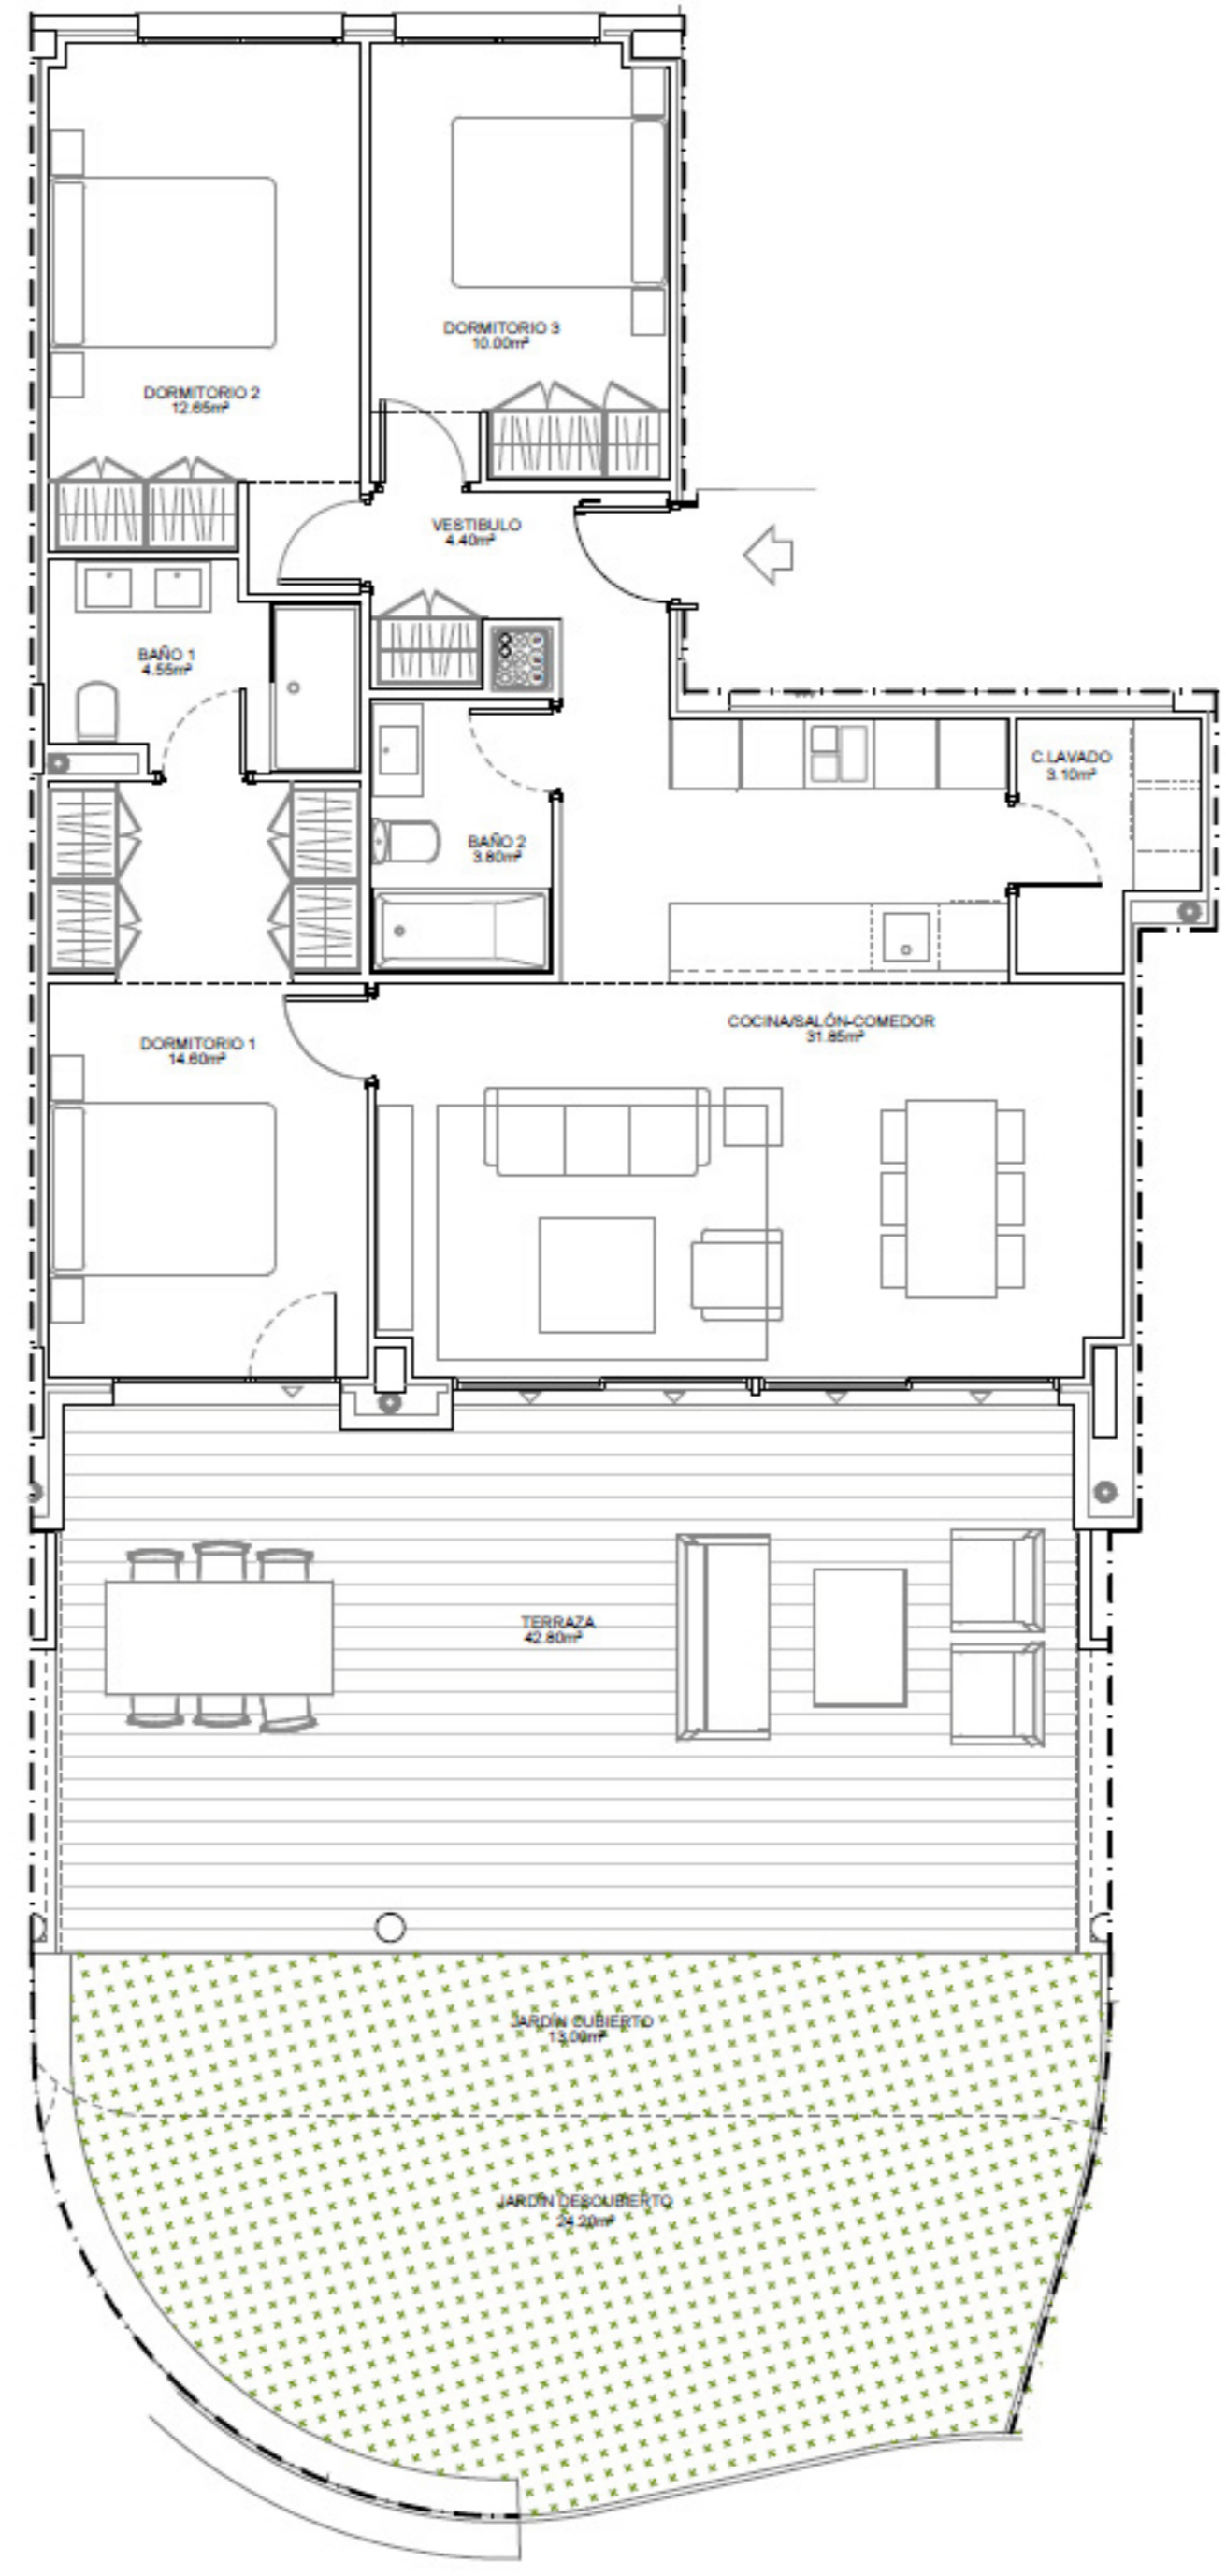 DORMITORIO 3
10.00m²
DORMITORIO 2
12.65m²
VESTIBULO
4.40m²
BAÑO 1
4.55m²
C.LAVADO
3.10m²
BAÑO 2
3.80m²
COCINA/SALÓN-COMEDOR
31.85m²
DORMITORIO 1
14.60m²
TERRAZA
42.80m²
JARDÍN CUBIERTO
13.00m²
JARDÍN DESCUBIERTO
24.20m²